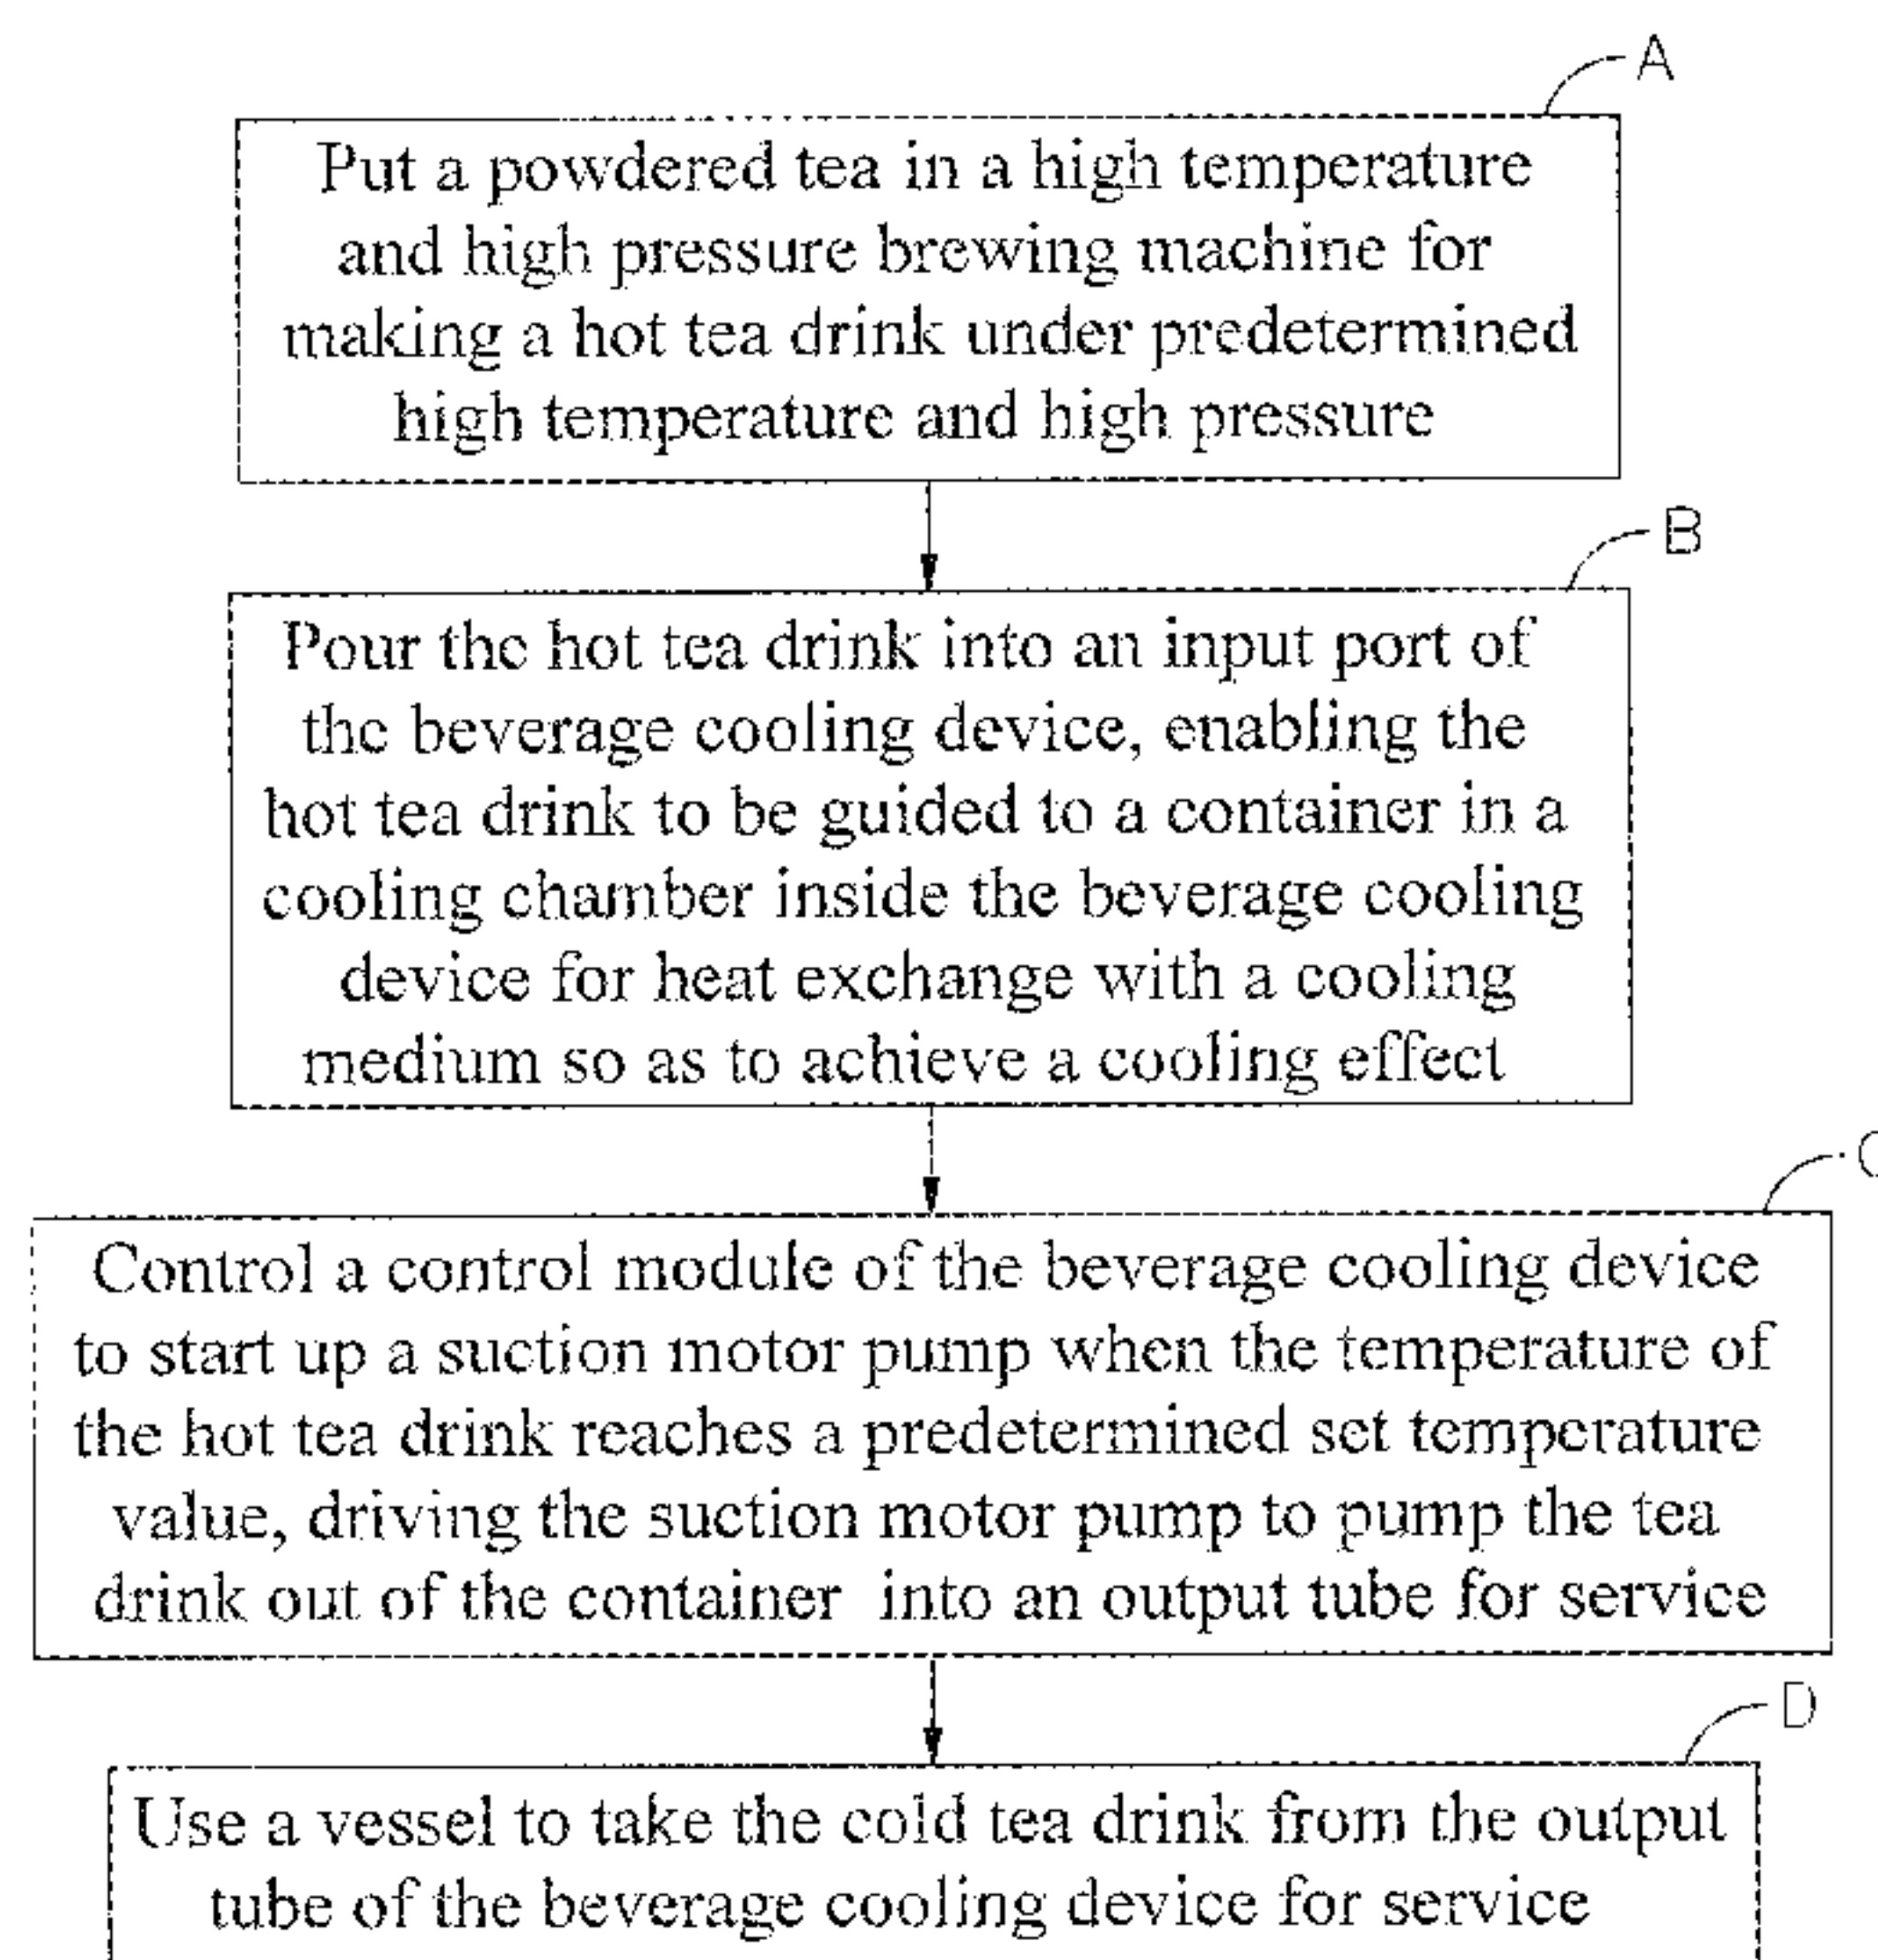 A
Put a powdered tea in a high temperature
and high pressure brewing machine for
making a hot tea drink under predetermined
high temperature and high pressure
B
Pour the hot tea drink into an input port of
the beverage cooling device, enabling the
hot tea drink to be guided to a container in a
cooling chamber inside the beverage cooling
device for heat exchange with a cooling
medium so as to achieve a cooling effect
C
Control a control module of the beverage cooling device
to start up a suction motor pump when the temperature of
the hot tea drink reaches a predetermined set temperature
value, driving the suction motor pump to pump the tea
drink out of the container into an output tube for service
D
Use a vessel to take the cold tea drink from the output
tube of the beverage cooling device for service